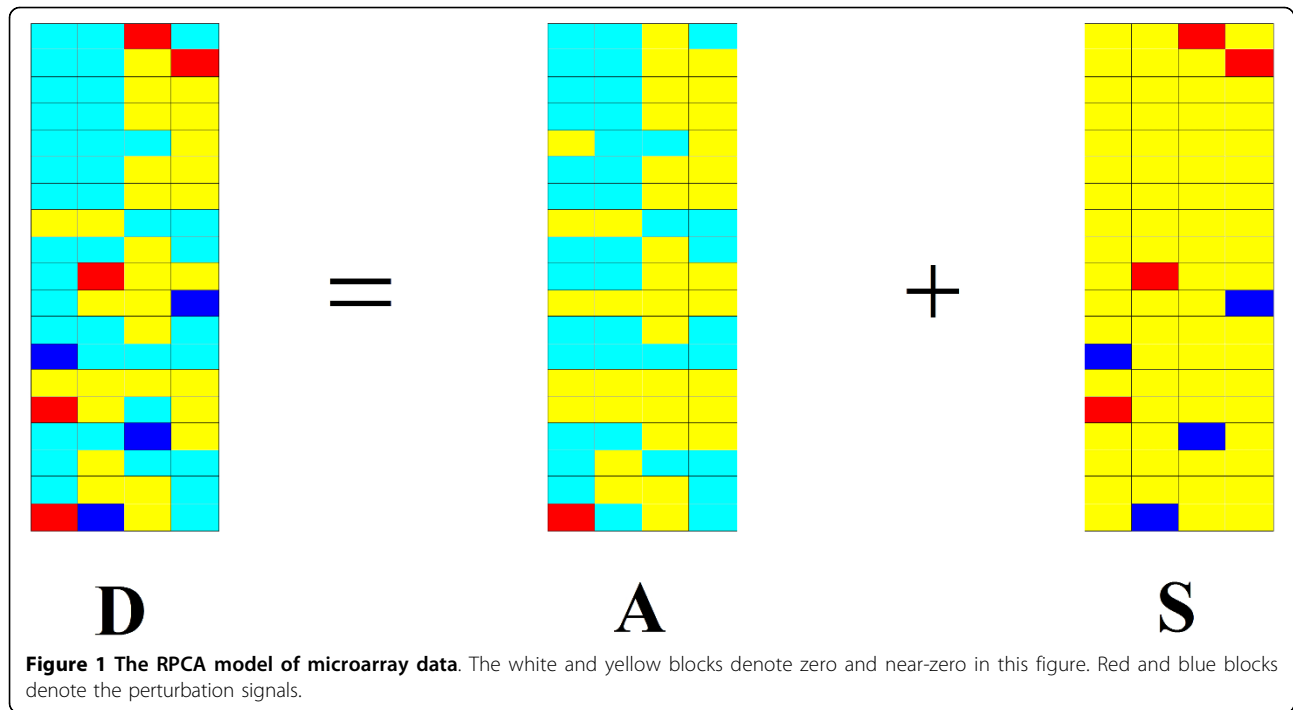 = +
D A S
Figure 1 The RPCA model of microarray data. The white and yellow blocks denote zero and near-zero in this figure. Red and blue blocks
denote the perturbation signals.